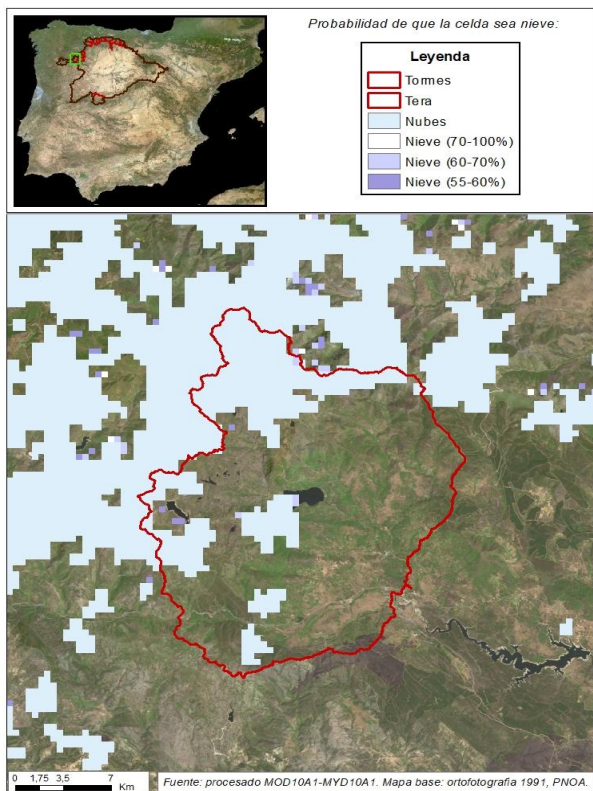 Probabilidad de que la celda sea nieve:
Leyenda
Tormes
Tera
Nubes
Nieve (70-100%)
Nieve (60-70%)
Nieve (55-60%)
0 1,75 3,5 7
Km
Fuente: procesado MOD10A1-MYD10A1. Mapa base: ortofotografia 1991, PNOA.